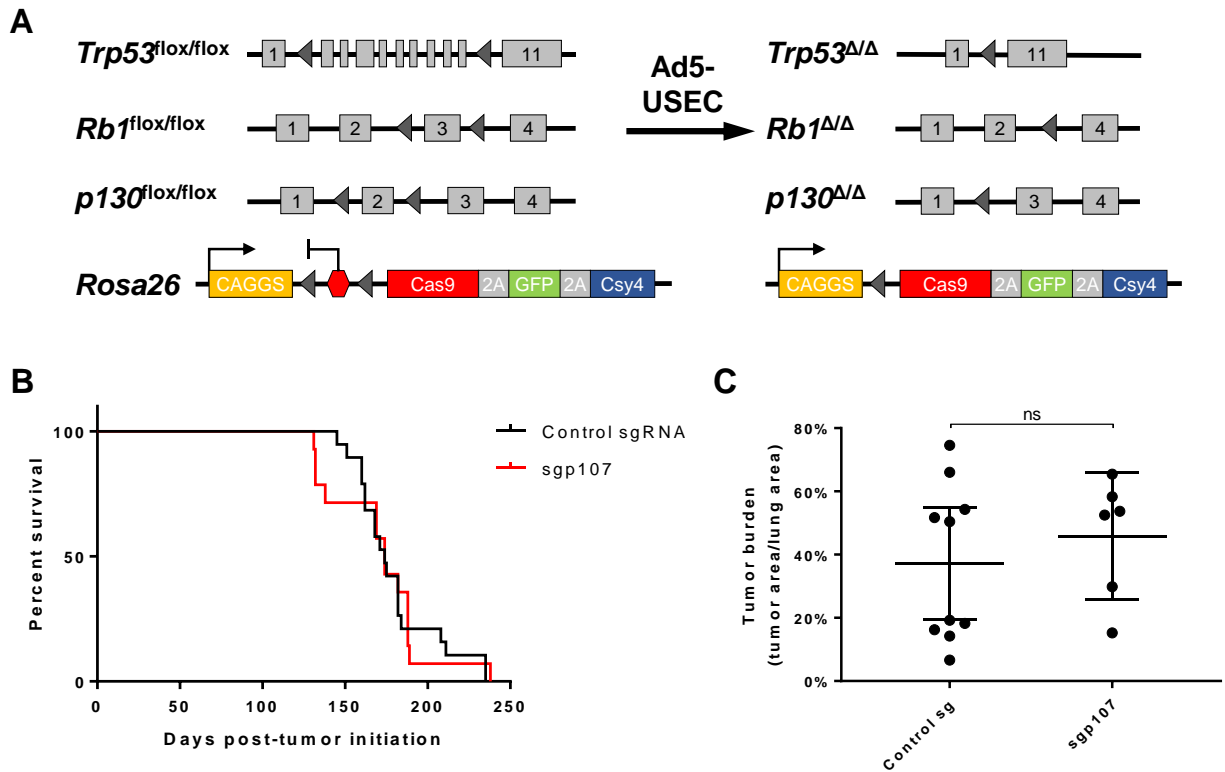 A
Trp53flox/flox
1
11
Ad5-
USEC
Trp53Δ/Δ
1
11
Rb1flox/flox
1
2
3
4
Rb1Δ/Δ
1
2
4
p130flox/flox
1
2
3
4
p130Δ/Δ
1
3
4
Rosa26
CAGGS
Cas9
2A
GFP
2A
Csy4
CAGGS
Cas9
2A
GFP
2A
Csy4
B
Percent survival
100
50
0
0 50 100 150 200 250
Days post-tumor initiation
Control sgRNA
sgp107
C
ns
Tumor burden
(tumor area/lung area)
80%
60%
40%
20%
0%
Control sg
sgp107